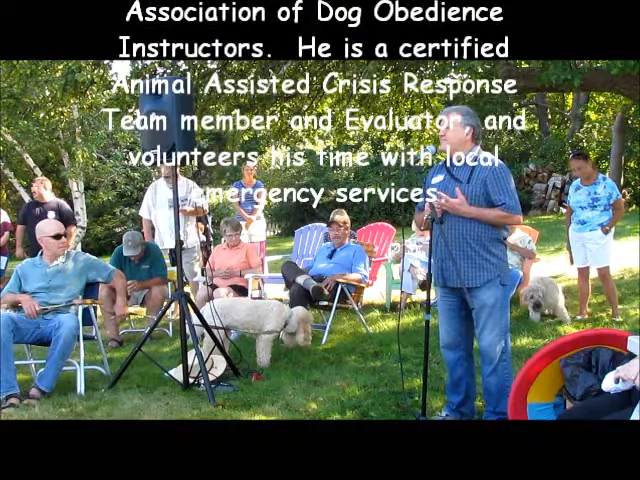 Association of Dog Obedience
Instructors. He is a certified
Animal Assisted Crisis Response
Team member and Evaluator and
volunteers his time with local
emergency services.